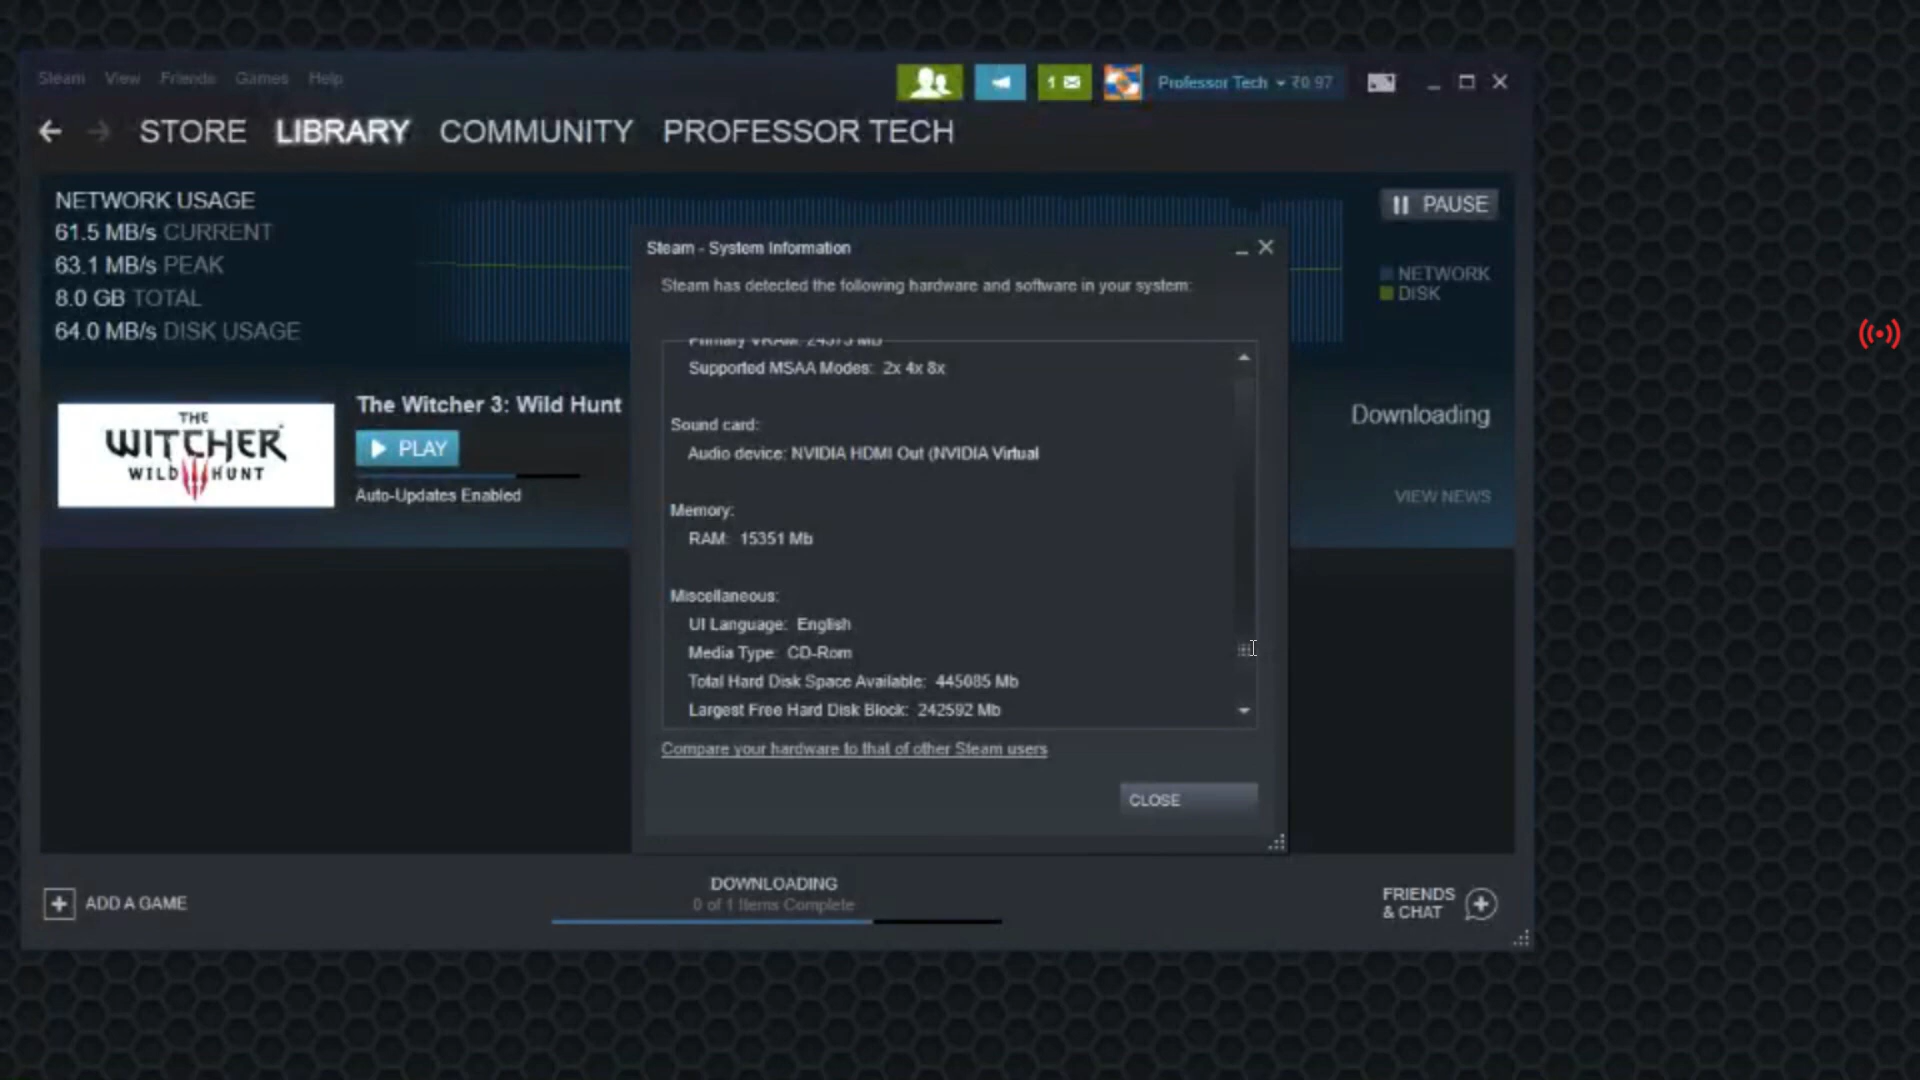 Steam View Friends Games Help
1
Professor Tech ₹0.97
STORE LIBRARY COMMUNITY PROFESSOR TECH
NETWORK USAGE
61.5 MB/s CURRENT
63.1 MB/s PEAK
8.0 GB TOTAL
64.0 MB/s DISK USAGE
PAUSE
NETWORK
DISK
THE
WITCHER
WILD HUNT
The Witcher 3: Wild Hunt
PLAY
Auto-Updates Enabled
Downloading
VIEW NEWS
Steam - System Information
Steam has detected the following hardware and software in your system:
Primary VRAM: 24573 Mb
Supported MSAA Modes: 2x 4x 8x
Sound card:
Audio device: NVIDIA HDMI Out (NVIDIA Virtual
Memory:
RAM: 15351 Mb
Miscellaneous:
UI Language: English
Media Type: CD-Rom
Total Hard Disk Space Available: 445085 Mb
Largest Free Hard Disk Block: 242592 Mb
Compare your hardware to that of other Steam users
CLOSE
ADD A GAME
DOWNLOADING
0 of 1 Items Complete
FRIENDS
& CHAT